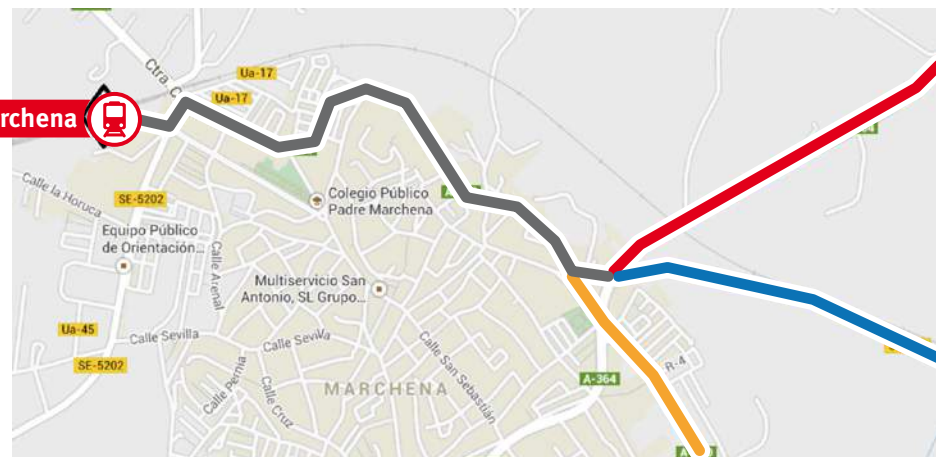 Ctra. C
Ua-17
Ua-17
rchena
Calle la Horuca
SE-5202
Colegio Público
Padre Marchena
Equipo Público
de Orientación...
Calle Arenal
Multiservicio San
Antonio, SL Grupo...
Ua-45
Calle Sevilla
Calle Sevilla
SE-5202
Calle Pernia
Calle Cruz
Calle San Sebastián
MARCHENA
A-364
R-4